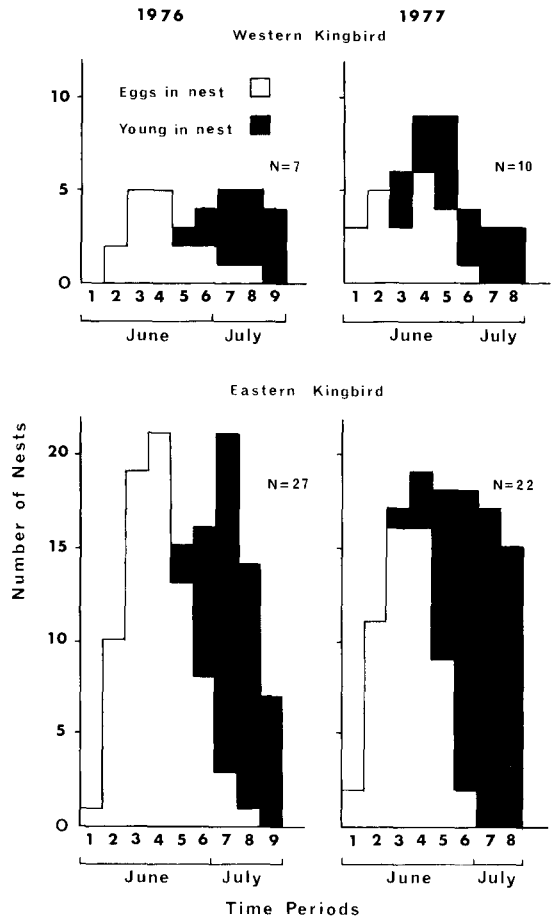 1976 1977
Western Kingbird
10
Eggs in nest
Young in nest
N=7 N=10
5
0
1 2 3 4 5 6 7 8 9 1 2 3 4 5 6 7 8
June July June July
Eastern Kingbird
Number of Nests
20
N=27 N=22
15
10
5
0
1 2 3 4 5 6 7 8 9 1 2 3 4 5 6 7 8
June July June July
Time Periods